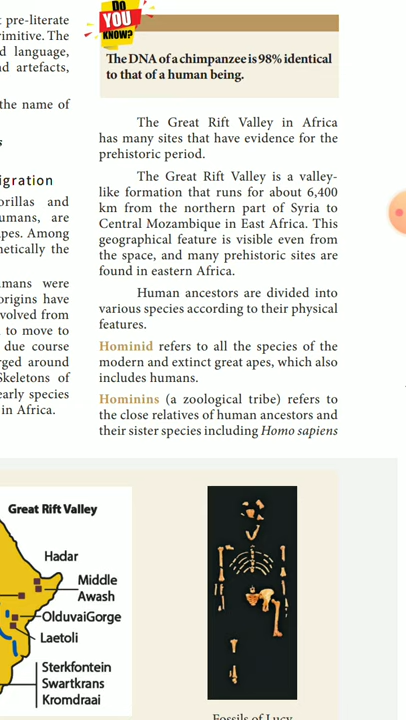 t pre-literate
rimitive. The
d language,
d artefacts,
the name of
s
igration
orillas and
umans, are
pes. Among
netically the
umans were
origins have
volved from
to move to
due course
rged around
Skeletons of
early species
in Africa.
DO
YOU
KNOW?
The DNA of a chimpanzee is 98% identical
to that of a human being.
The Great Rift Valley in Africa
has many sites that have evidence for the
prehistoric period.
The Great Rift Valley is a valley-
like formation that runs for about 6,400
km from the northern part of Syria to
Central Mozambique in East Africa. This
geographical feature is visible even from
the space, and many prehistoric sites are
found in eastern Africa.
Human ancestors are divided into
various species according to their physical
features.
Hominid refers to all the species of the
modern and extinct great apes, which also
includes humans.
Hominins (a zoological tribe) refers to
the close relatives of human ancestors and
their sister species including Homo sapiens
Great Rift Valley
Hadar
Middle
Awash
OlduvaiGorge
Laetoli
Sterkfontein
Swartkrans
Kromdraai
Fossils of Lucy